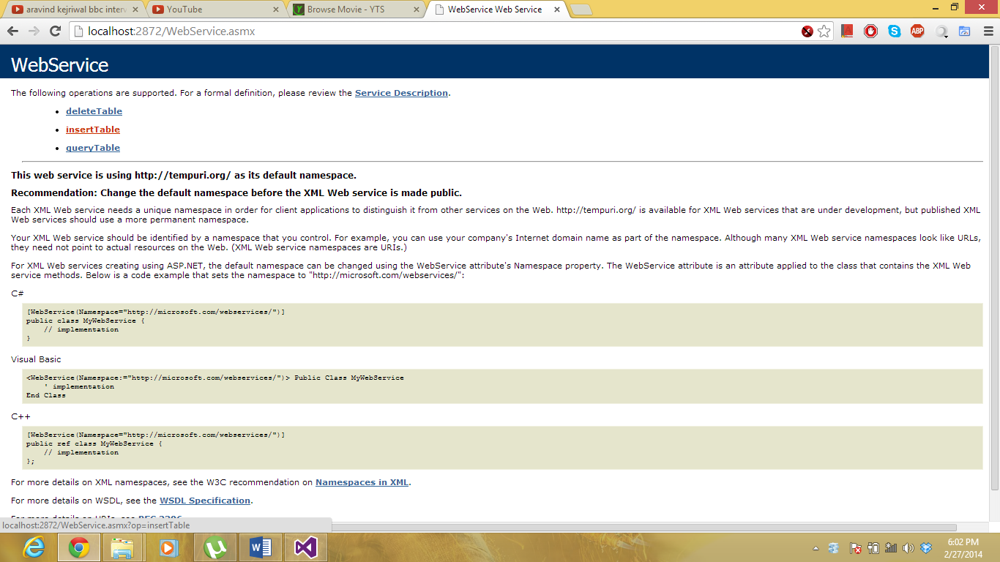 aravind kejriwal bbc interv
YouTube
Browse Movie - YTS
WebService Web Service
localhost:2872/WebService.asmx
ABP
WebService
The following operations are supported. For a formal definition, please review the Service Description.
deleteTable
insertTable
queryTable
This web service is using http://tempuri.org/ as its default namespace.
Recommendation: Change the default namespace before the XML Web service is made public.
Each XML Web service needs a unique namespace in order for client applications to distinguish it from other services on the Web. http://tempuri.org/ is available for XML Web services that are under development, but published XML
Web services should use a more permanent namespace.
Your XML Web service should be identified by a namespace that you control. For example, you can use your company's Internet domain name as part of the namespace. Although many XML Web service namespaces look like URLs,
they need not point to actual resources on the Web. (XML Web service namespaces are URIs.)
For XML Web services creating using ASP.NET, the default namespace can be changed using the WebService attribute's Namespace property. The WebService attribute is an attribute applied to the class that contains the XML Web
service methods. Below is a code example that sets the namespace to "http://microsoft.com/webservices/":
C#
[WebService(Namespace="http://microsoft.com/webservices/")]
public class MyWebService {
// implementation
}
Visual Basic
<WebService(Namespace:="http://microsoft.com/webservices/")> Public Class MyWebService
' implementation
End Class
C++
[WebService(Namespace="http://microsoft.com/webservices/")]
public ref class MyWebService {
// implementation
};
For more details on XML namespaces, see the W3C recommendation on Namespaces in XML.
For more details on WSDL, see the WSDL Specification.
For more details on URIs, see RFC 2396.
localhost:2872/WebService.asmx?op=insertTable
6:02 PM
2/27/2014